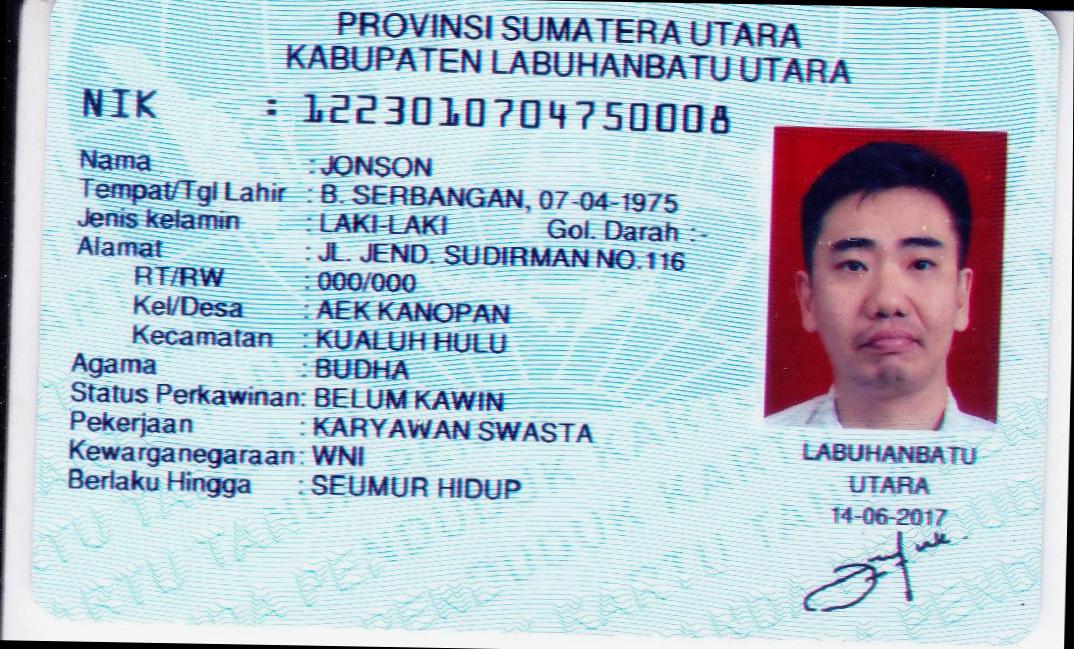 PROVINSI SUMATERA UTARA
KABUPATEN LABUHANBATU UTARA
NIK : 1223010704750008
Nama : JONSON
Tempat/Tgl Lahir : B. SERBANGAN, 07-04-1975
Jenis kelamin : LAKI-LAKI Gol. Darah :-
Alamat : JL. JEND. SUDIRMAN NO.116
RT/RW : 000/000
Kel/Desa : AEK KANOPAN
Kecamatan : KUALUH HULU
Agama : BUDHA
Status Perkawinan: BELUM KAWIN
Pekerjaan : KARYAWAN SWASTA
Kewarganegaraan: WNI
Berlaku Hingga : SEUMUR HIDUP
LABUHANBATU
UTARA
14-06-2017